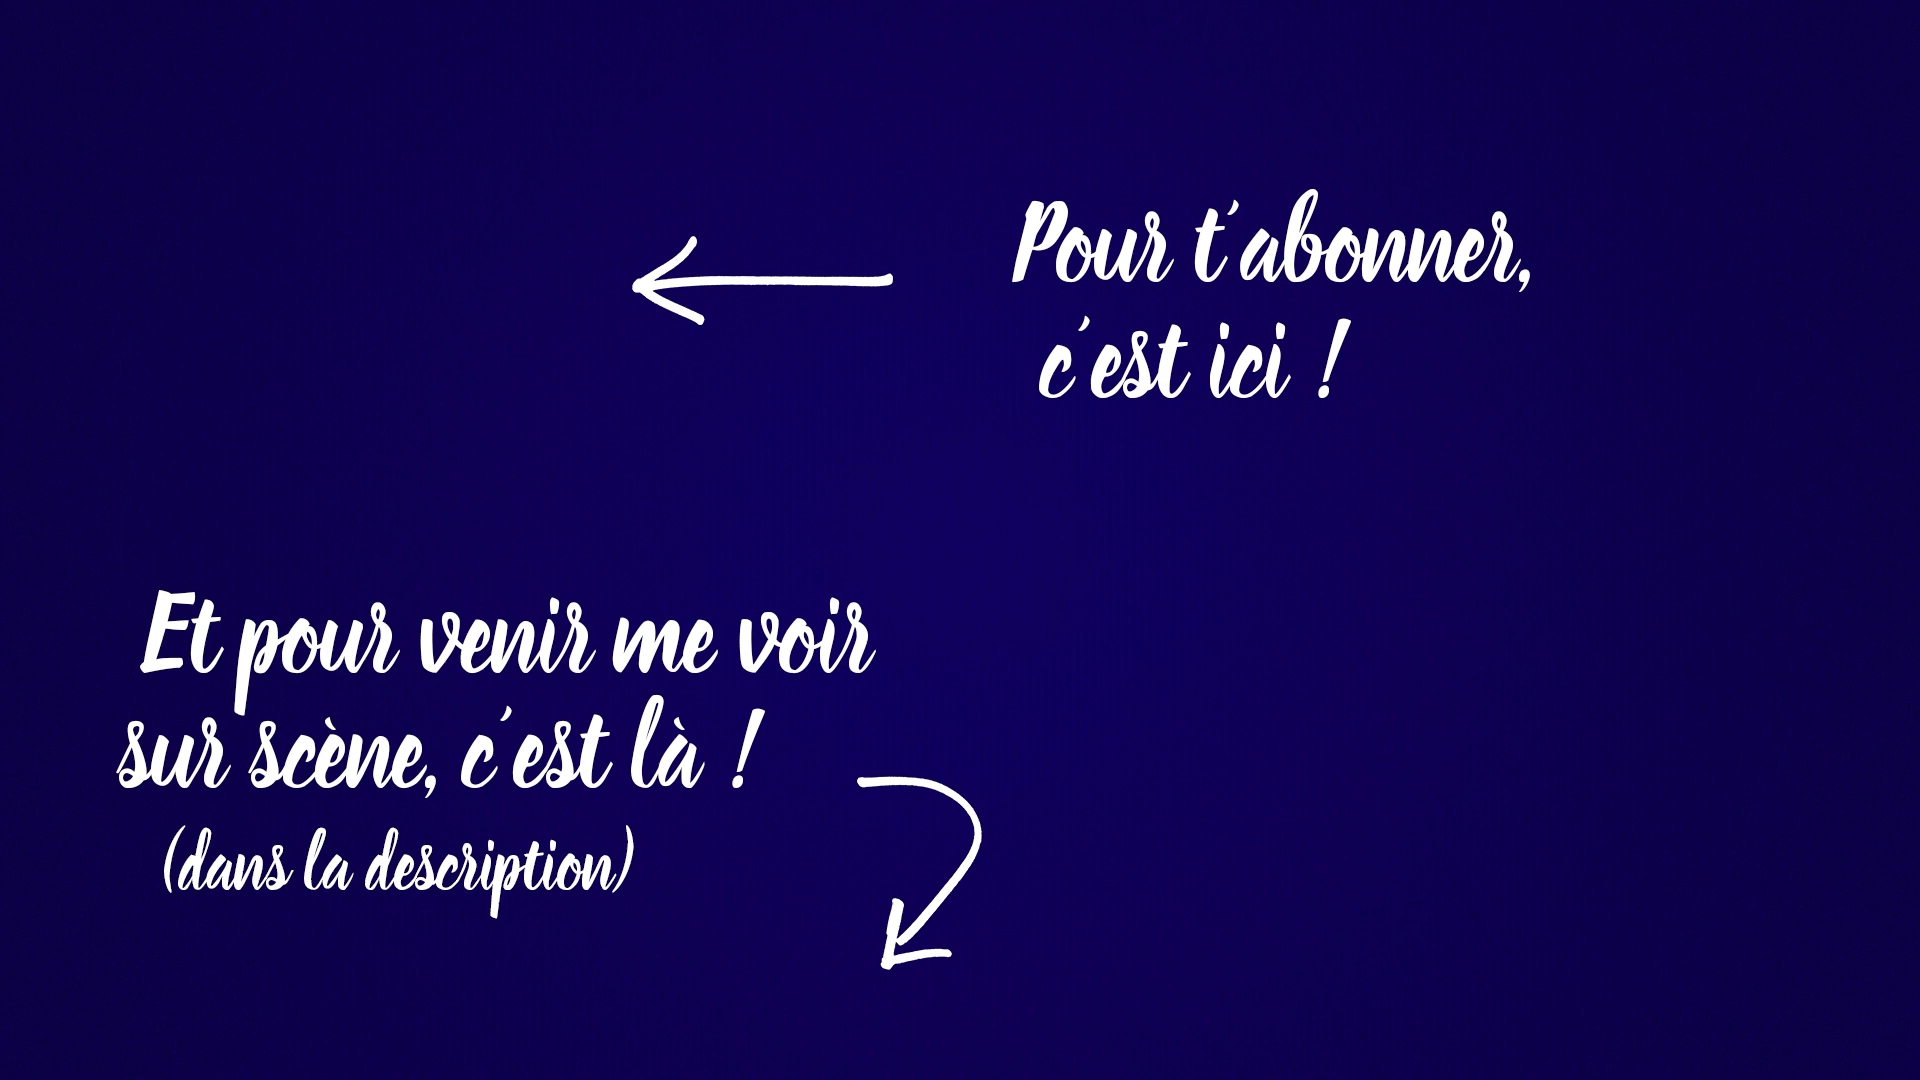 Pour t'abonner,
c'est ici !
Et pour venir me voir
sur scène, c'est là !
(dans la description)